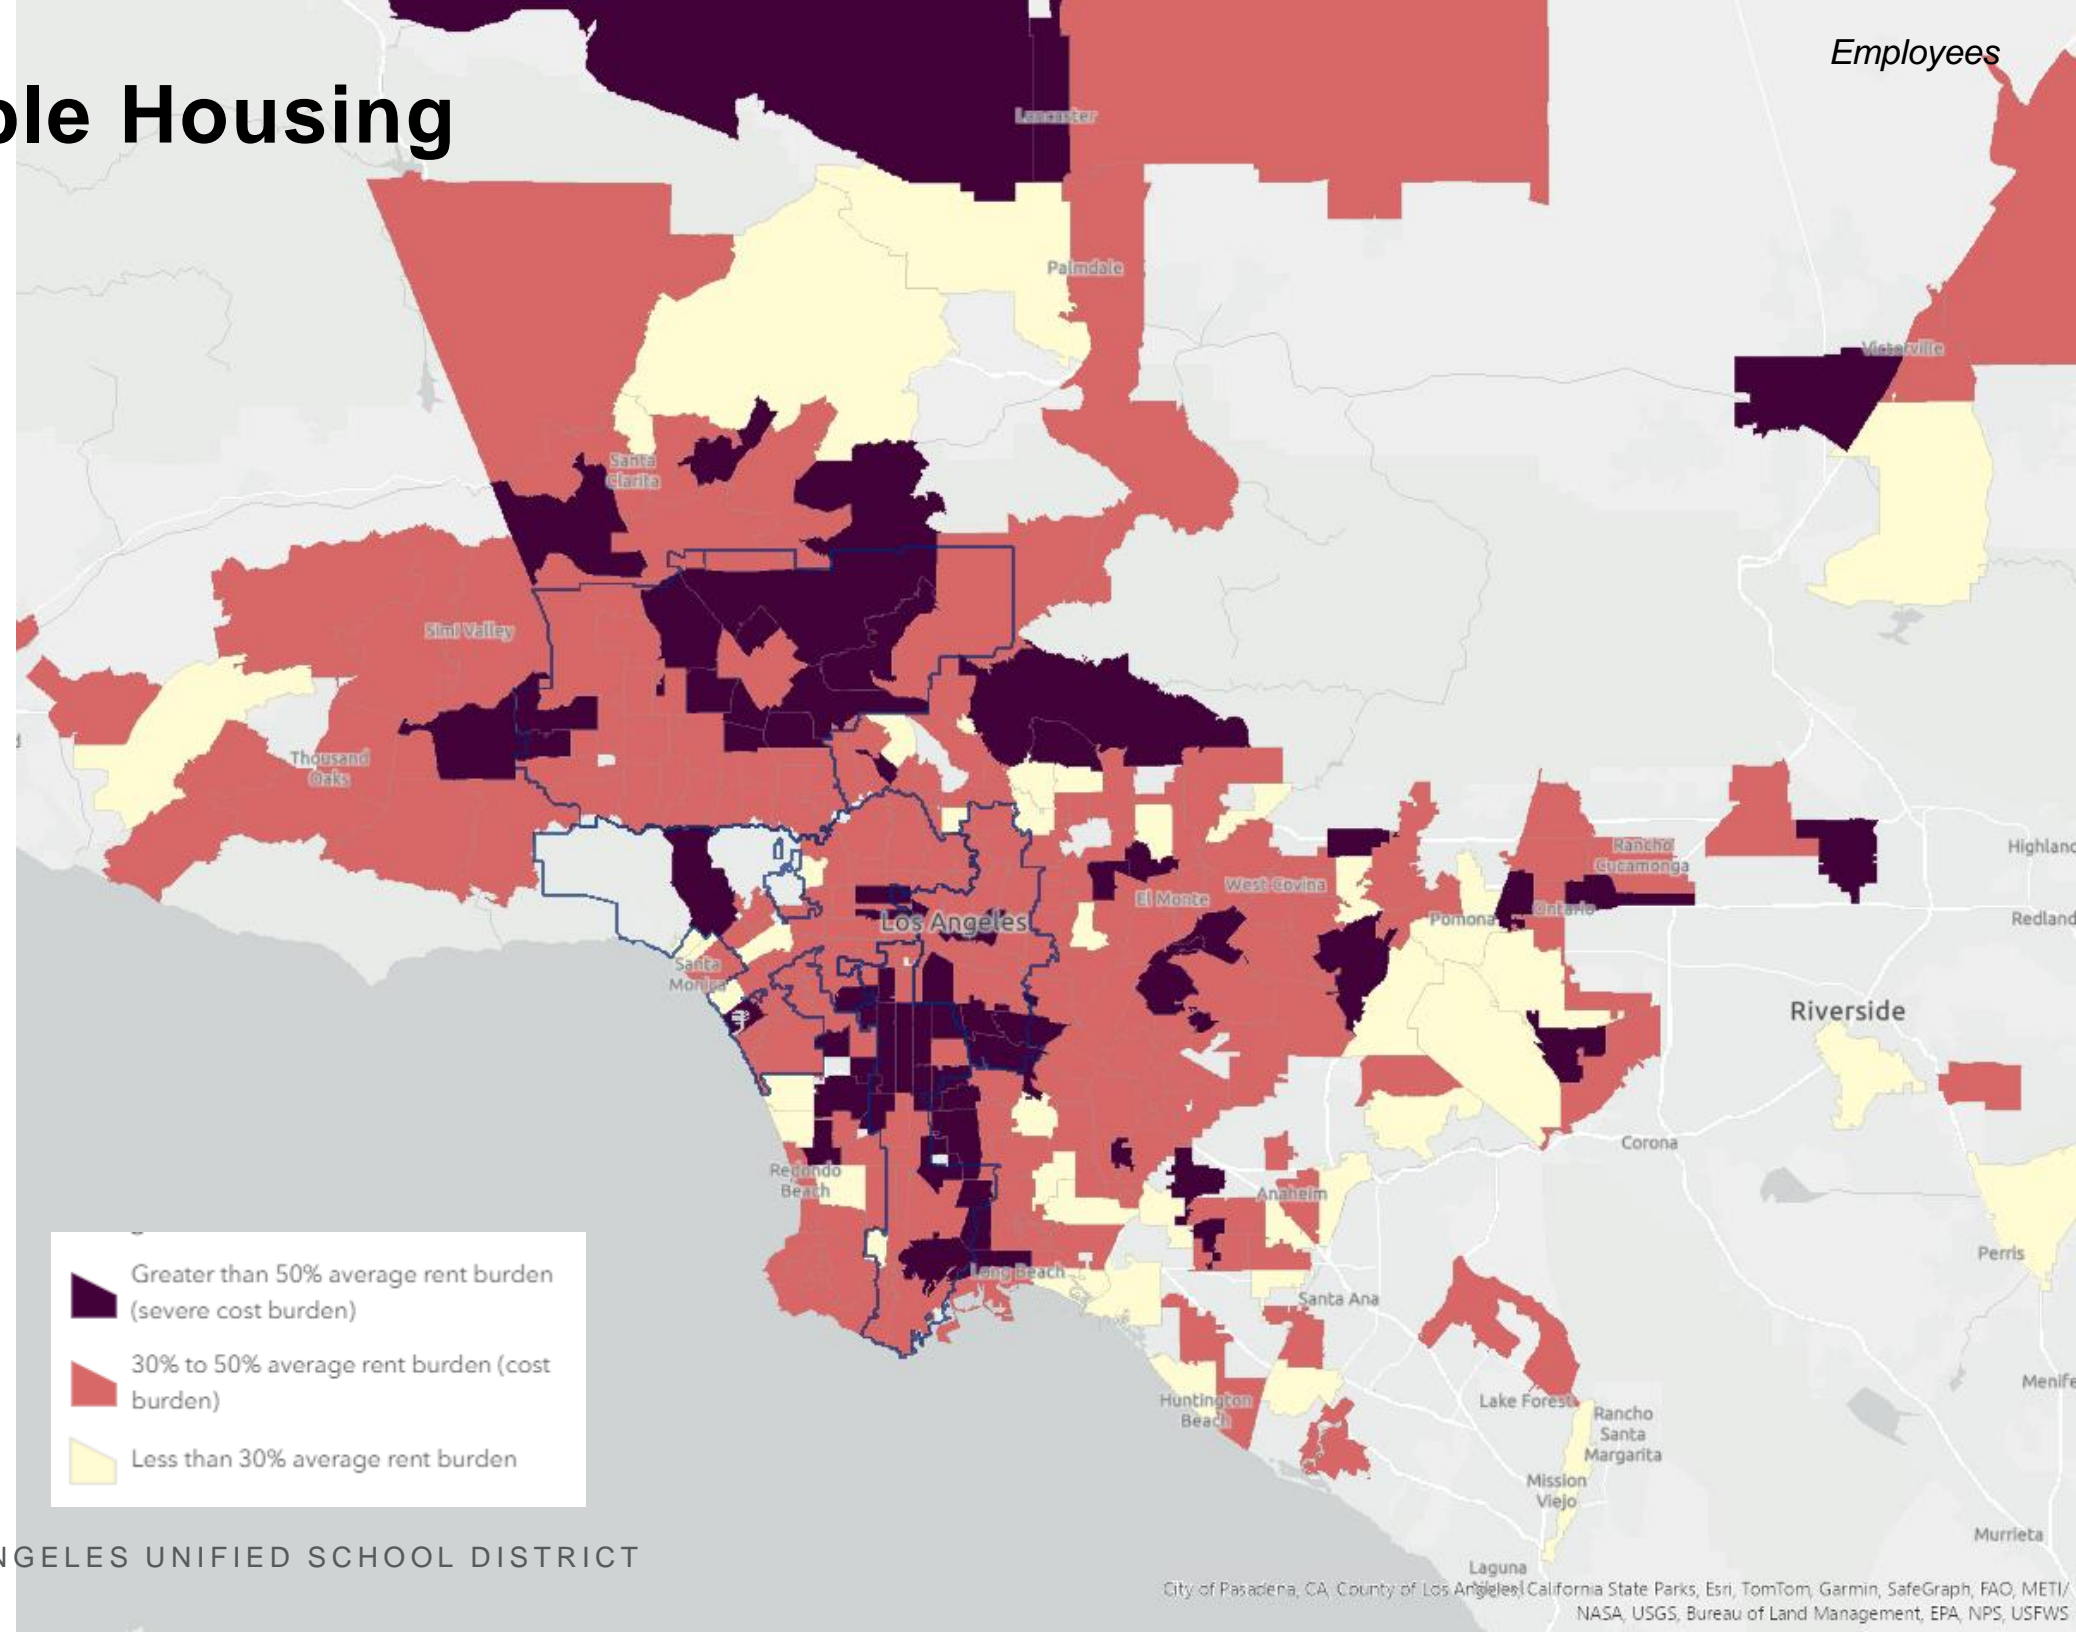 Employees
ble Housing
Lancaster
Palmdale
Victorville
Santa
Clarita
Simi Valley
Thousand
Oaks
Rancho
Cucamonga
Highland
El Monte
West Covina
Pomona
Ontario
Redland
Los Angeles
Santa
Monica
Riverside
Corona
Redondo
Beach
Anaheim
Perris
Long Beach
Santa Ana
Greater than 50% average rent burden
(severe cost burden)
30% to 50% average rent burden (cost
burden)
Less than 30% average rent burden
Huntington
Beach
Lake Forest
Rancho
Santa
Margarita
Menife
Mission
Viejo
Murrieta
NGELES UNIFIED SCHOOL DISTRICT
Laguna
City of Pasadena, CA, County of Los Angeles, California State Parks, Esri, TomTom, Garmin, SafeGraph, FAO, METI/
NASA, USGS, Bureau of Land Management, EPA, NPS, USFWS